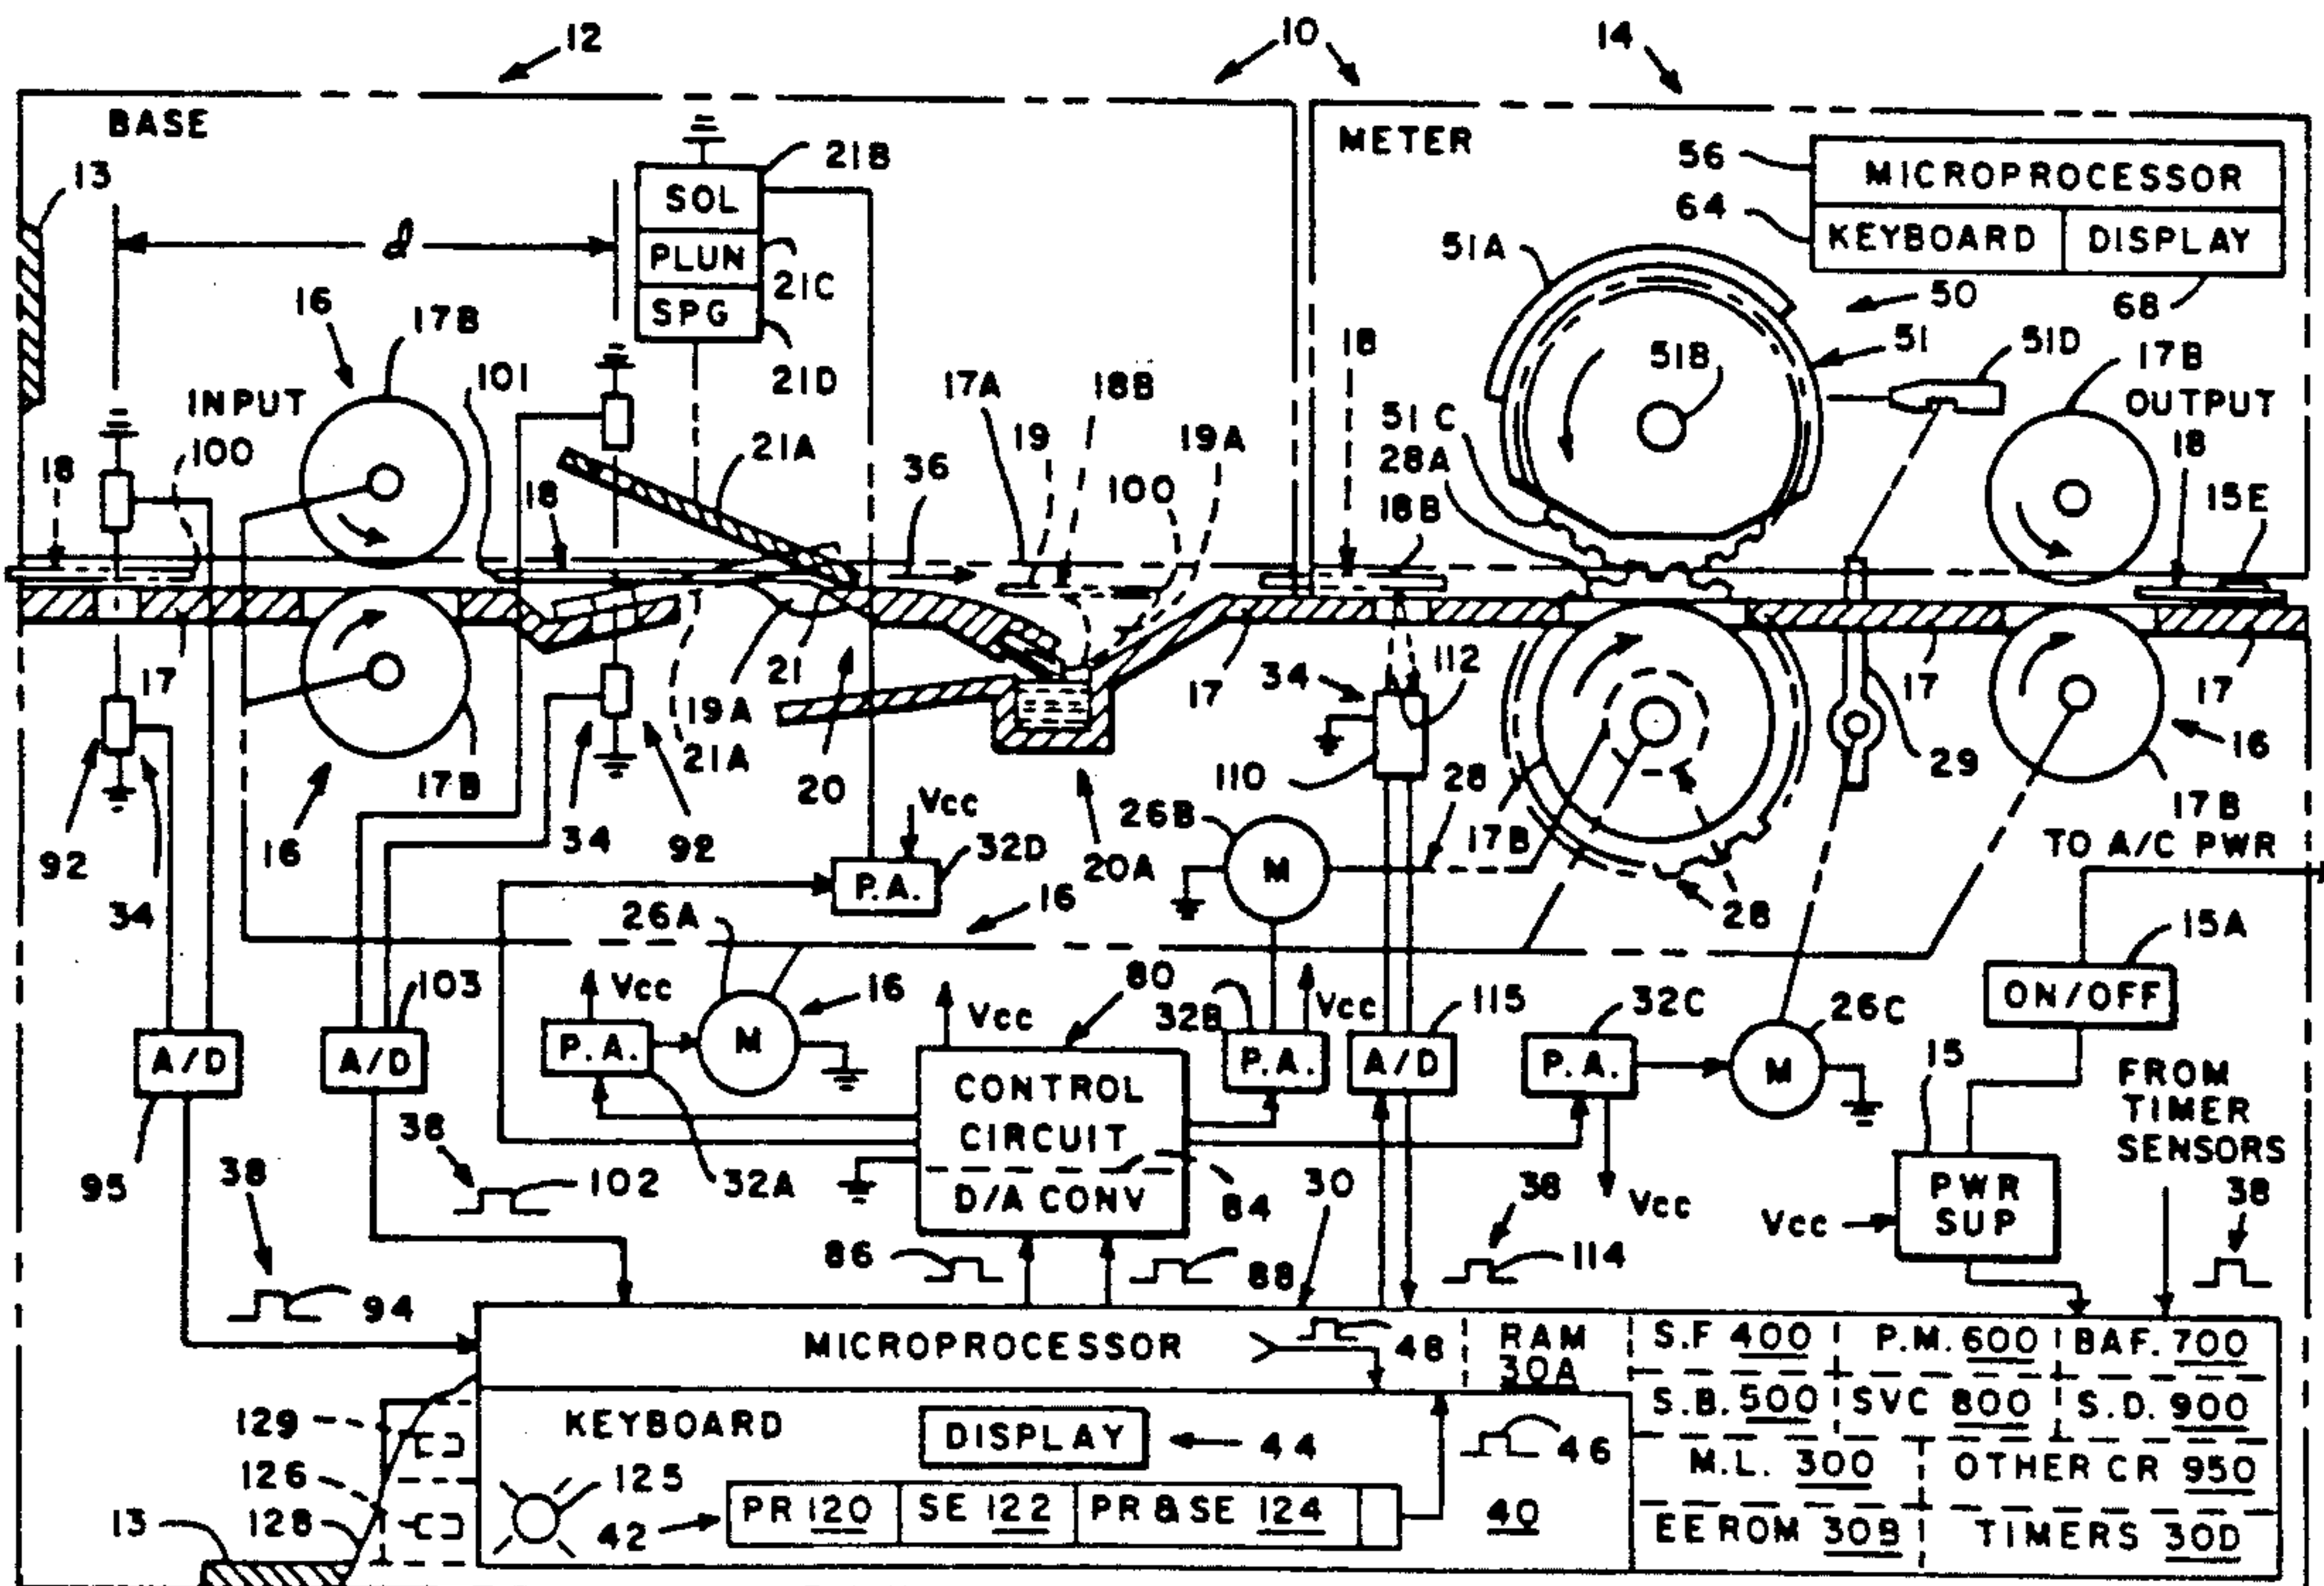 12
10
14
BASE
METER
13
d
21B
SOL
PLUN
SPG
21C
21D
56
MICROPROCESSOR
64
KEYBOARD
DISPLAY
68
51A
50
51
51D
51B
17B
OUTPUT
18
15E
16
17B
101
INPUT
100
18
18
21A
36
17A
19
18B
100
19A
18
51C
28A
18B
17
19A
21A
21
20
17
34
112
110
17
29
17
16
92
34
16
17B
34
92
20A
26B
M
28
17B
28
17B
TO A/C PWR
Vcc
32D
P.A.
16
26A
15A
ON/OFF
103
A/D
A/D
95
Vcc
P.A.
M
16
32A
Vcc
80
CONTROL
CIRCUIT
D/A CONV
84
32B
Vcc
P.A.
115
A/D
32C
P.A.
Vcc
26C
M
15
PWR
SUP
Vcc
FROM
TIMER
SENSORS
38
38
102
38
94
86
88
30
38
114
MICROPROCESSOR
48
RAM
30A
S.F 400
P.M. 600
BAF. 700
S.B. 500
SVC 800
S.D. 900
M.L. 300
OTHER CR 950
EE ROM 30B
TIMERS 30D
129
126
128
13
KEYBOARD
DISPLAY
44
46
125
42
PR 120
SE 122
PR & SE 124
40